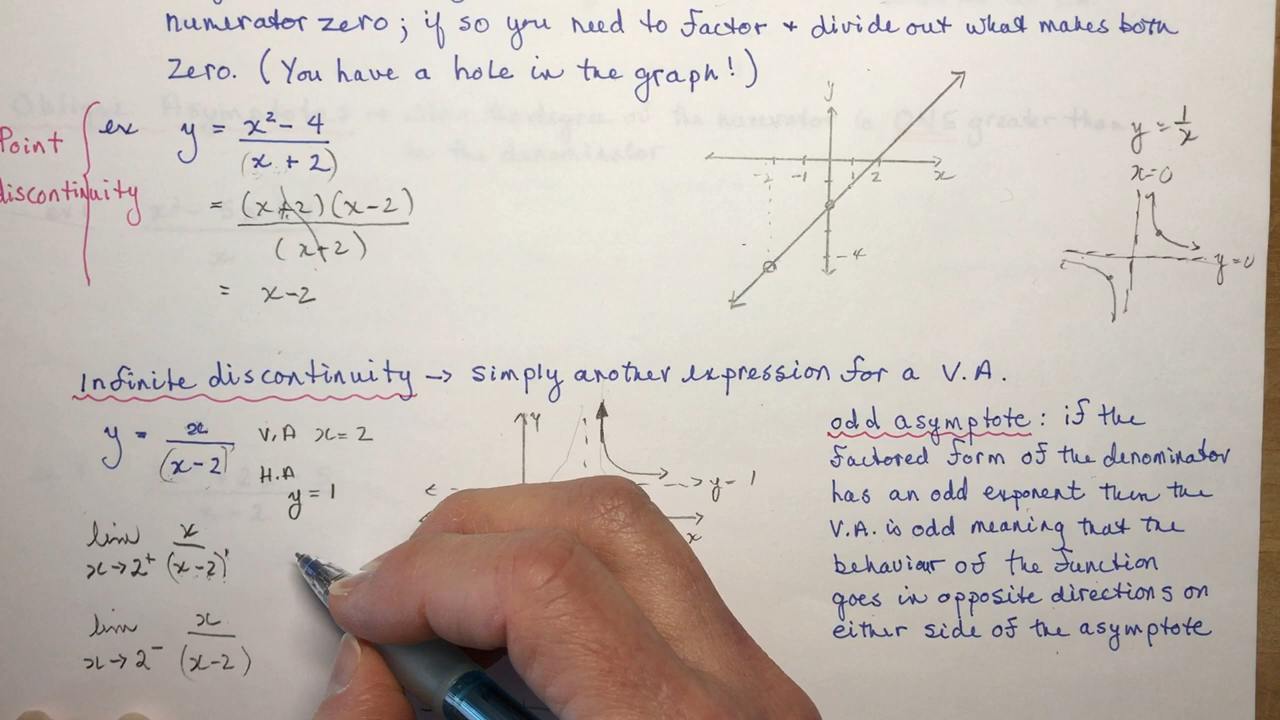 numerator zero; if so you need to factor + divide out what makes both
zero. (You have a hole in the graph!)
Point
discontinuity
ex y = x² - 4 / (x + 2)
= (x+2)(x-2) / (x+2)
= x-2
y
-2 -1 1 2 x
-4
y = 1/x
x=0
y=0
Infinite discontinuity → simply another expression for a V.A.
y = x / (x-2)¹
V.A x=2
H.A
y=1
lim x→2⁺ x / (x-2)¹
lim x→2⁻ x / (x-2)
y
y=1
x
odd asymptote: if the
factored form of the denominator
has an odd exponent then the
V.A. is odd meaning that the
behaviour of the function
goes in opposite directions on
either side of the asymptote